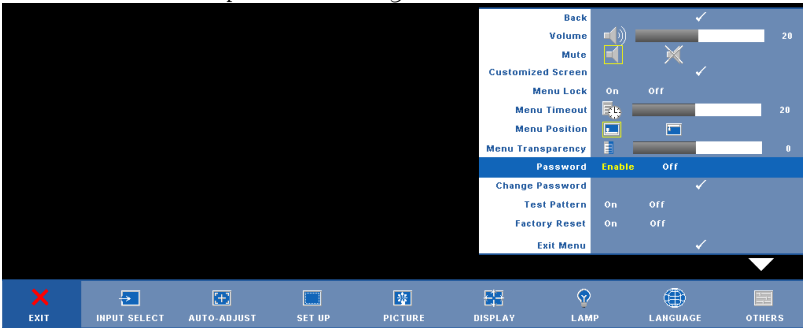 Back
Volume 20
Mute
Customized Screen
Menu Lock On Off
Menu Timeout 20
Menu Position
Menu Transparency 0
Password Enable Off
Change Password
Test Pattern On Off
Factory Reset On Off
Exit Menu
EXIT INPUT SELECT AUTO-ADJUST SET UP PICTURE DISPLAY LAMP LANGUAGE OTHERS